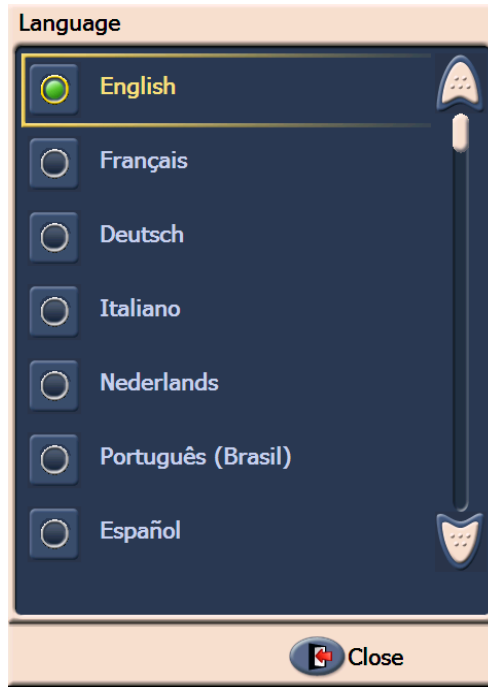 Language
English
Français
Deutsch
Italiano
Nederlands
Português (Brasil)
Español
Close